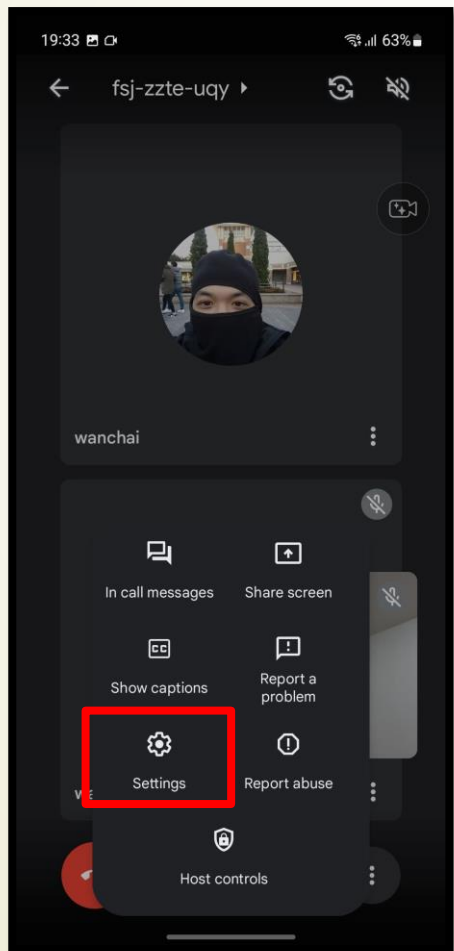 19:33 63%
fsj-zzte-uqy
wanchai
In call messages Share screen
CC
Show captions Report a
problem
Settings Report abuse
Host controls